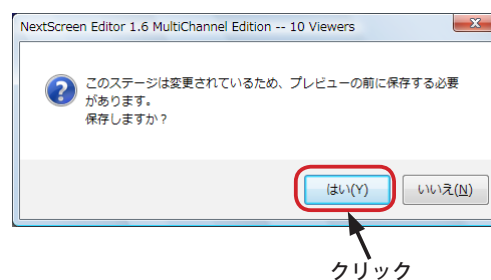 NextScreen Editor 1.6 MultiChannel Edition -- 10 Viewers
このステージは変更されているため、プレビューの前に保存する必要
があります。
保存しますか？
はい(Y)
いいえ(N)
クリック